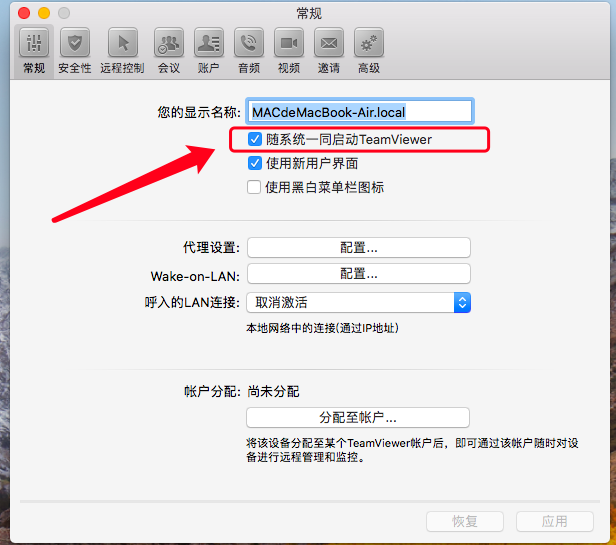 常规
常规 安全性 远程控制 会议 账户 音频 视频 邀请 高级
您的显示名称: MACdeMacBook-Air.local
随系统一同启动TeamViewer
使用新用户界面
使用黑白菜单栏图标
代理设置: 配置...
Wake-on-LAN: 配置...
呼入的LAN连接: 取消激活
本地网络中的连接(通过IP地址)
帐户分配: 尚未分配
分配至帐户...
将该设备分配至某个TeamViewer帐户后，即可通过该帐户随时对设
备进行远程管理和监控。
恢复 应用